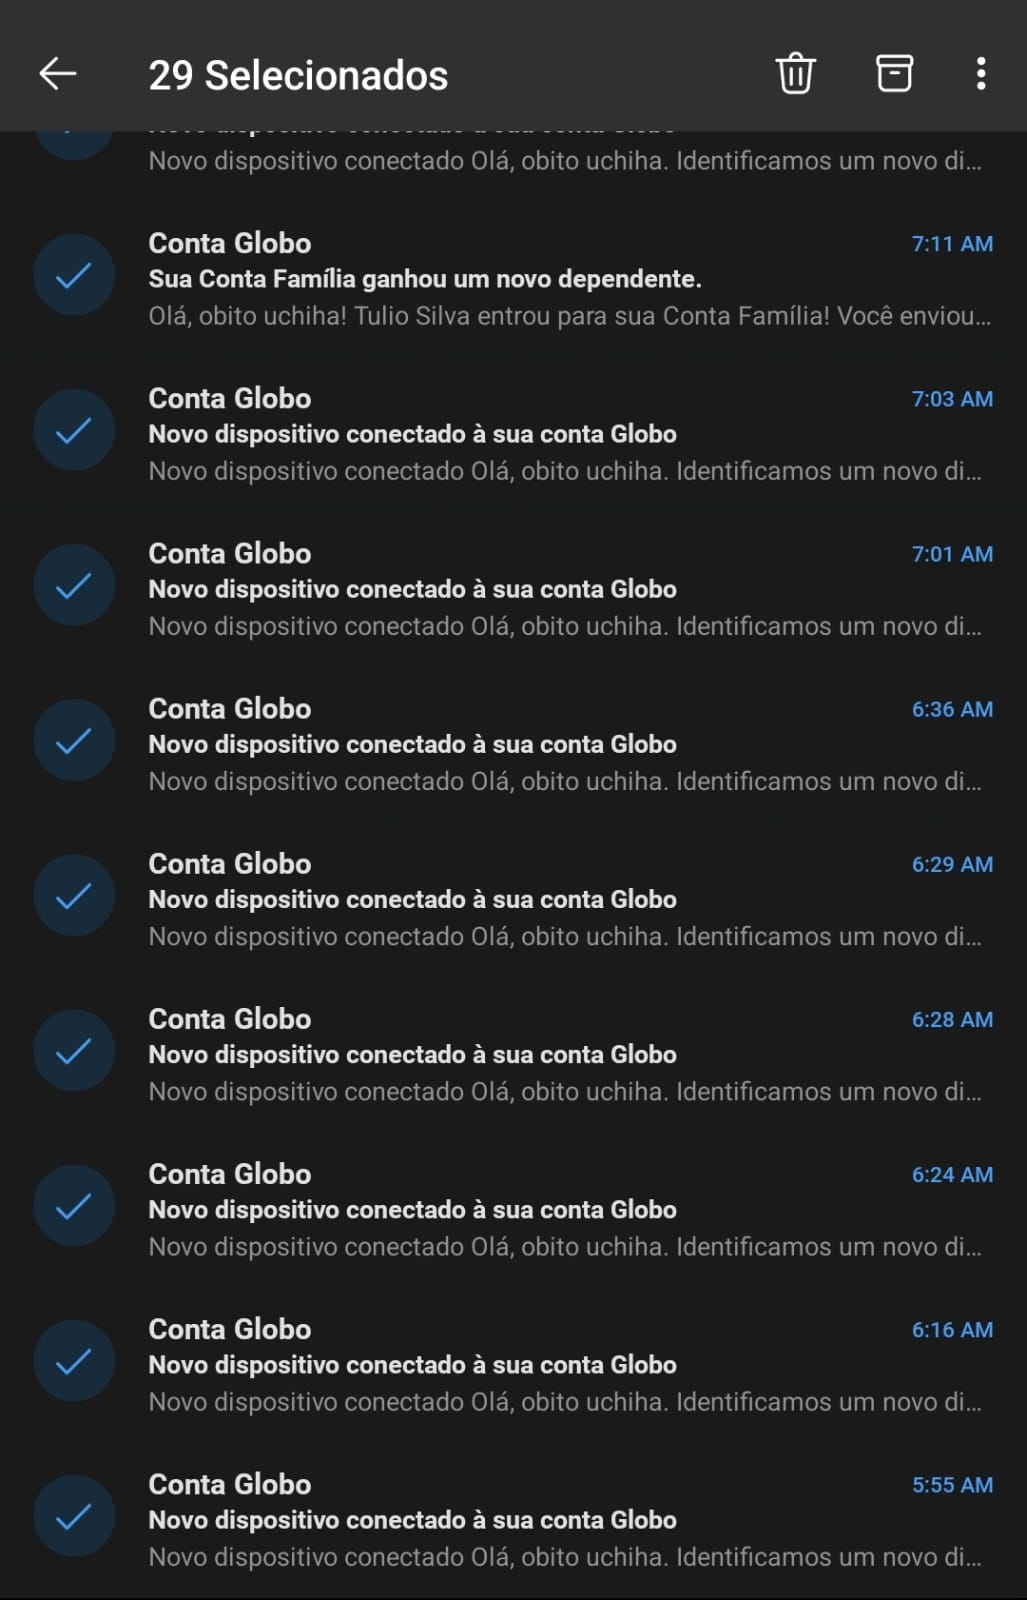 29 Selecionados
Novo dispositivo conectado à sua conta Globo
Novo dispositivo conectado Olá, obito uchiha. Identificamos um novo di...
Conta Globo
7:11 AM
Sua Conta Família ganhou um novo dependente.
Olá, obito uchiha! Tulio Silva entrou para sua Conta Família! Você enviou...
Conta Globo
7:03 AM
Novo dispositivo conectado à sua conta Globo
Novo dispositivo conectado Olá, obito uchiha. Identificamos um novo di...
Conta Globo
7:01 AM
Novo dispositivo conectado à sua conta Globo
Novo dispositivo conectado Olá, obito uchiha. Identificamos um novo di...
Conta Globo
6:36 AM
Novo dispositivo conectado à sua conta Globo
Novo dispositivo conectado Olá, obito uchiha. Identificamos um novo di...
Conta Globo
6:29 AM
Novo dispositivo conectado à sua conta Globo
Novo dispositivo conectado Olá, obito uchiha. Identificamos um novo di...
Conta Globo
6:28 AM
Novo dispositivo conectado à sua conta Globo
Novo dispositivo conectado Olá, obito uchiha. Identificamos um novo di...
Conta Globo
6:24 AM
Novo dispositivo conectado à sua conta Globo
Novo dispositivo conectado Olá, obito uchiha. Identificamos um novo di...
Conta Globo
6:16 AM
Novo dispositivo conectado à sua conta Globo
Novo dispositivo conectado Olá, obito uchiha. Identificamos um novo di...
Conta Globo
5:55 AM
Novo dispositivo conectado à sua conta Globo
Novo dispositivo conectado Olá, obito uchiha. Identificamos um novo di...